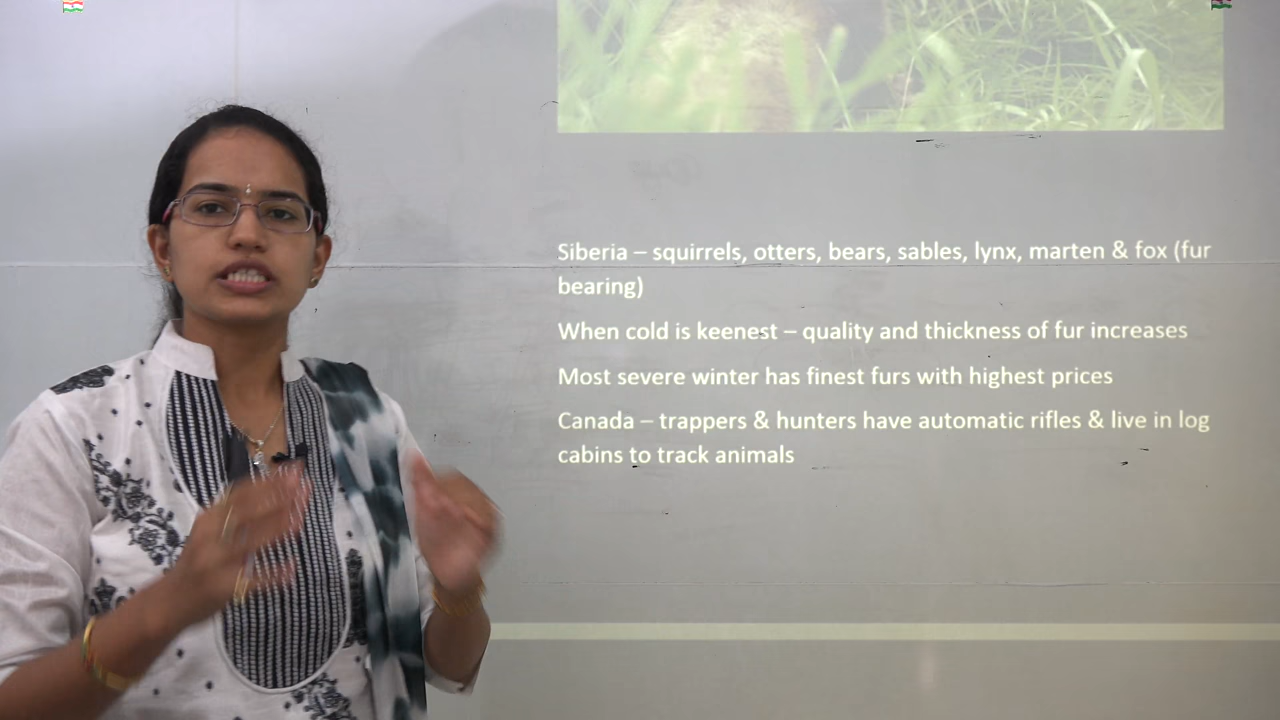 Siberia – squirrels, otters, bears, sables, lynx, marten & fox (fur
bearing)
When cold is keenest – quality and thickness of fur increases
Most severe winter has finest furs with highest prices
Canada – trappers & hunters have automatic rifles & live in log
cabins to track animals